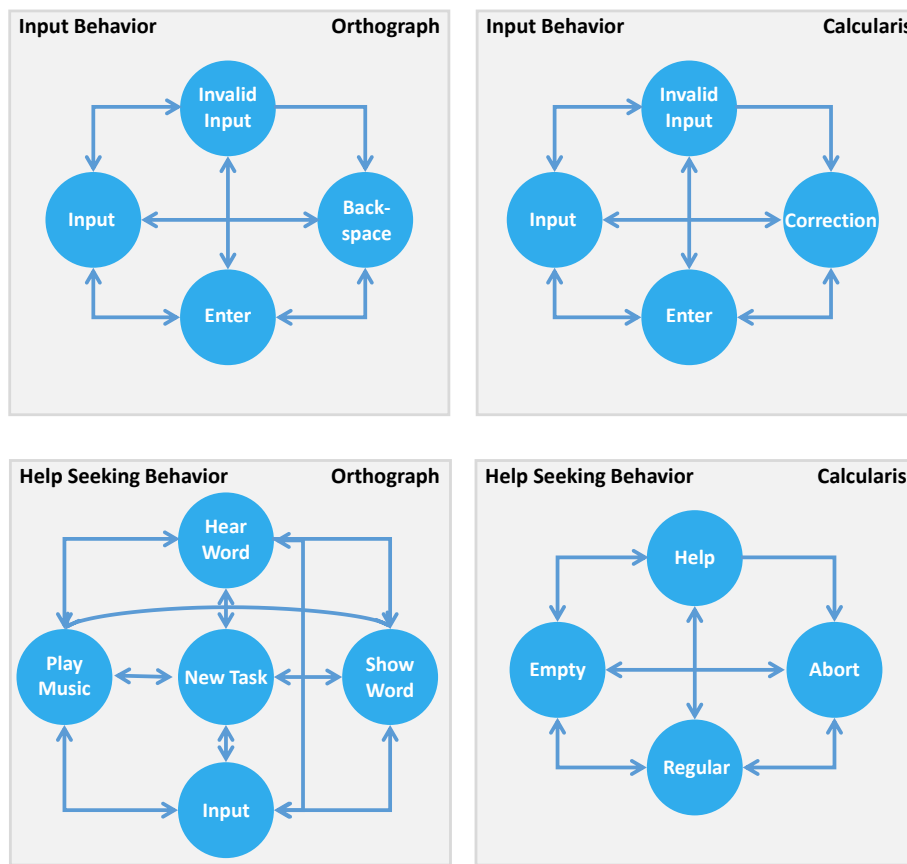 Input Behavior Orthograph
Invalid
Input
Input
Back-
space
Enter
Input Behavior Calcularis
Invalid
Input
Input
Correction
Enter
Help Seeking Behavior Orthograph
Hear
Word
Play
Music
New Task
Show
Word
Input
Help Seeking Behavior Calcularis
Help
Empty
Abort
Regular